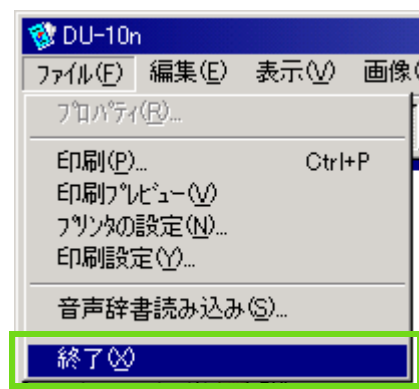 DU-10n
ﾌｧｲﾙ(F) 編集(E) 表示(V) 画像(
ﾌﾟﾛﾊﾟﾃｨ(R)...
印刷(P)... Ctrl+P
印刷ﾌﾟﾚﾋﾞｭｰ(V)
ﾌﾟﾘﾝﾀの設定(N)...
印刷設定(Y)...
音声辞書読み込み(S)...
終了(X)